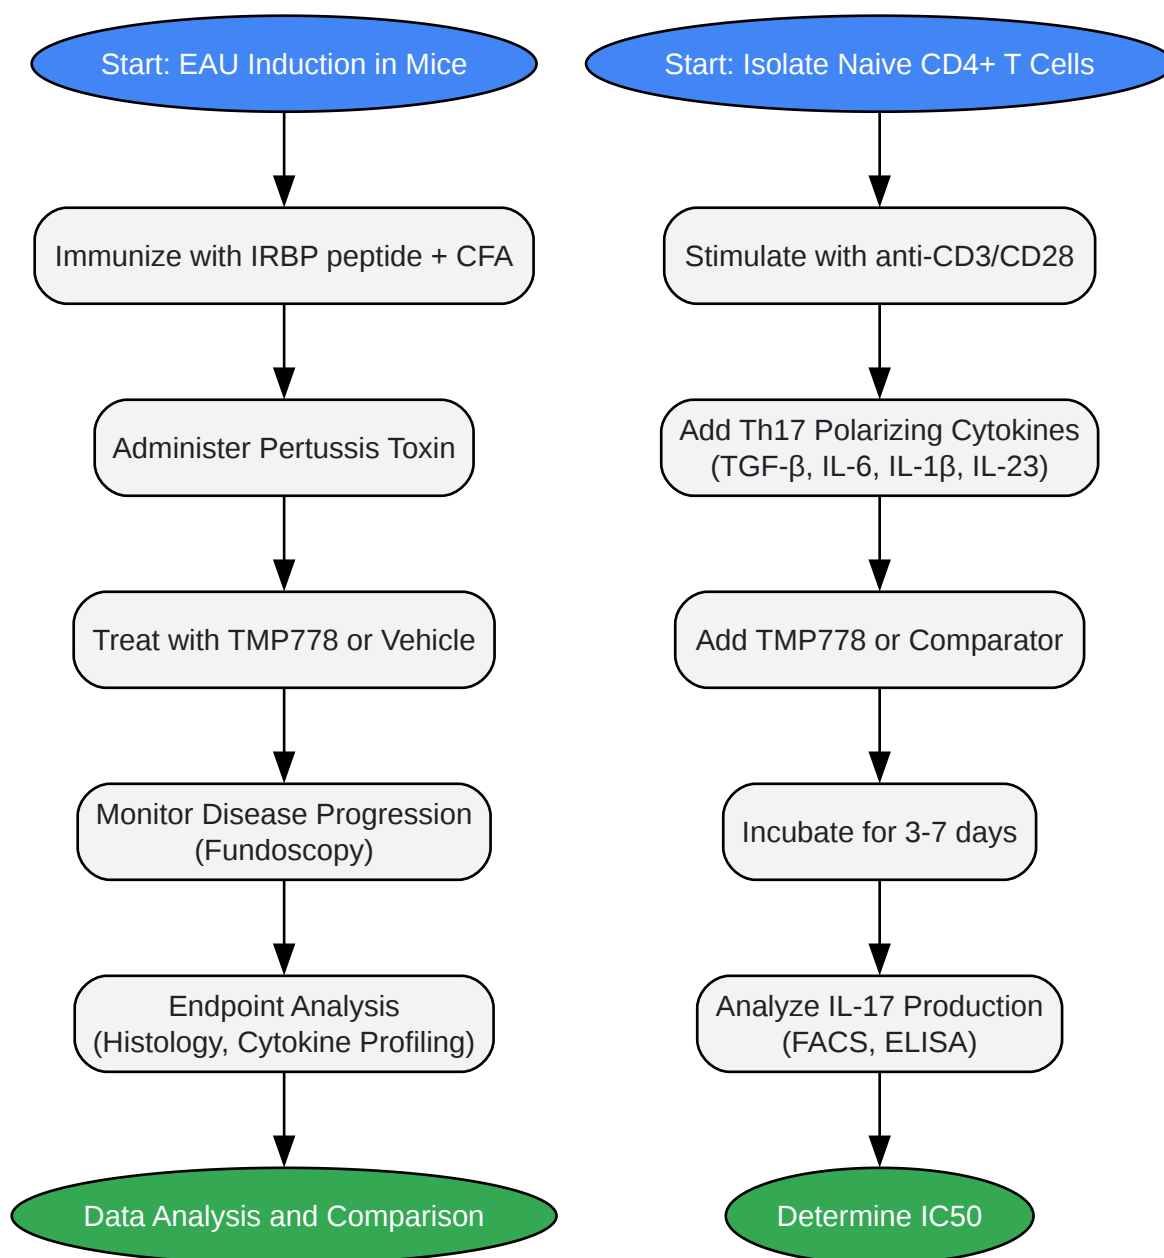 Start: EAU Induction in Mice
Immunize with IRBP peptide + CFA
Administer Pertussis Toxin
Treat with TMP778 or Vehicle
Monitor Disease Progression
(Fundoscopy)
Endpoint Analysis
(Histology, Cytokine Profiling)
Data Analysis and Comparison
Start: Isolate Naive CD4+ T Cells
Stimulate with anti-CD3/CD28
Add Th17 Polarizing Cytokines
(TGF-β, IL-6, IL-1β, IL-23)
Add TMP778 or Comparator
Incubate for 3-7 days
Analyze IL-17 Production
(FACS, ELISA)
Determine IC50